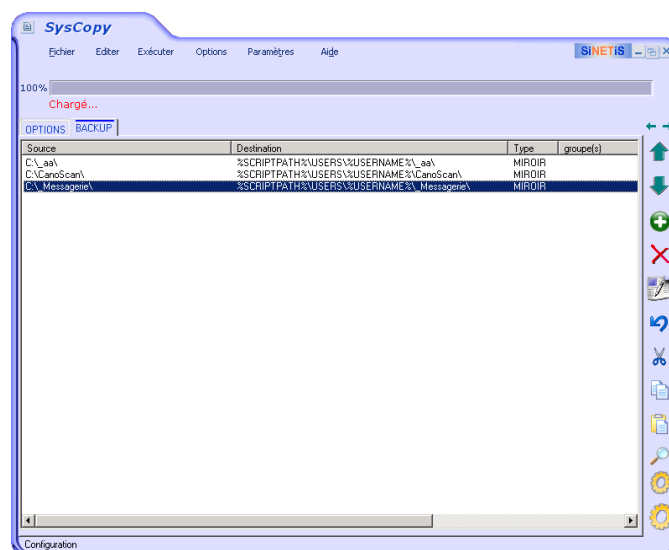 SysCopy
Fichier Editer Exécuter Options Paramètres Aide SiNETiS
100%
Chargé...
OPTIONS BACKUP
Source Destination Type groupe(s)
C:\_aa\ %SCRIPTPATH%\USERS\%USERNAME%\_aa\ MIROIR
C:\CanoScan\ %SCRIPTPATH%\USERS\%USERNAME%\CanoScan\ MIROIR
C:\_Messagerie\ %SCRIPTPATH%\USERS\%USERNAME%\_Messagerie\ MIROIR
Configuration